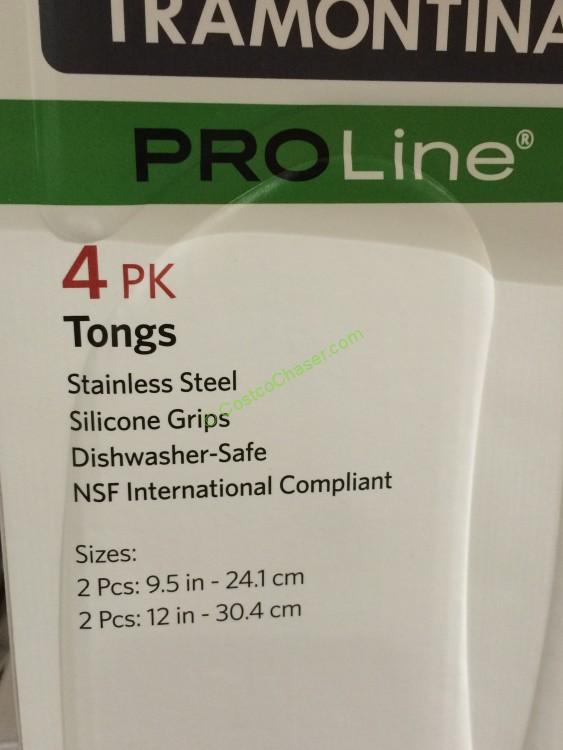 TRAMONTINA
PROLine®
4 PK
Tongs
Stainless Steel
Silicone Grips
Dishwasher-Safe
NSF International Compliant
Sizes:
2 Pcs: 9.5 in - 24.1 cm
2 Pcs: 12 in - 30.4 cm
© CostcoChaser.com